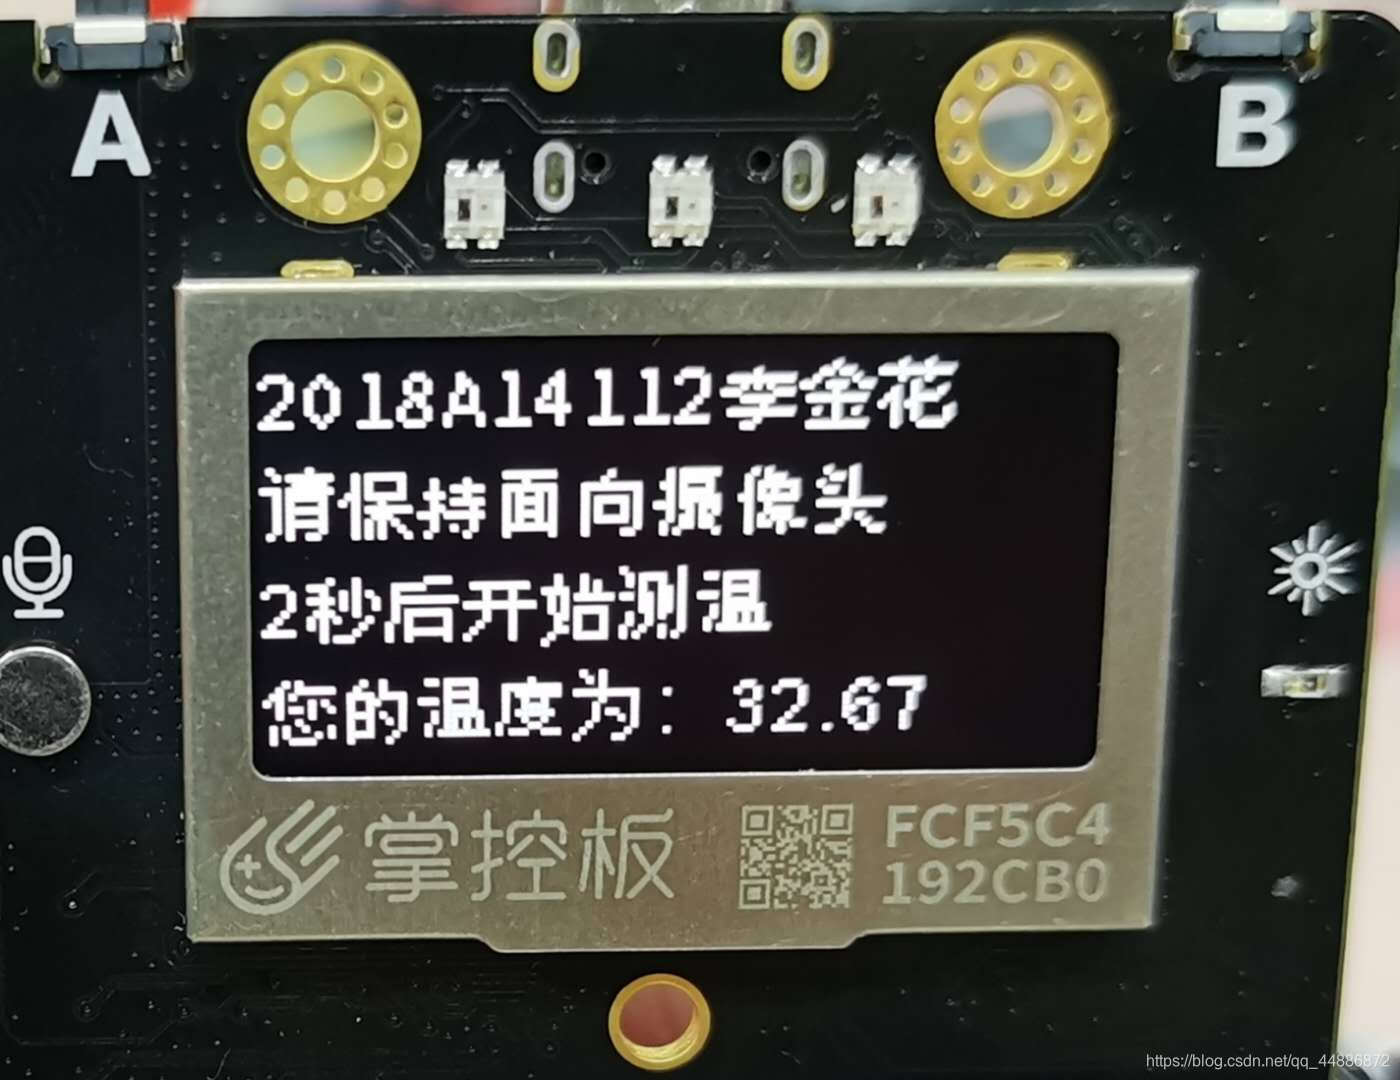 A
B
2018A14112李金花
请保持面向摄像头
2秒后开始测温
您的温度为：32.67
掌控板
FCF5C4
192CB0
https://blog.csdn.net/qq_44886872